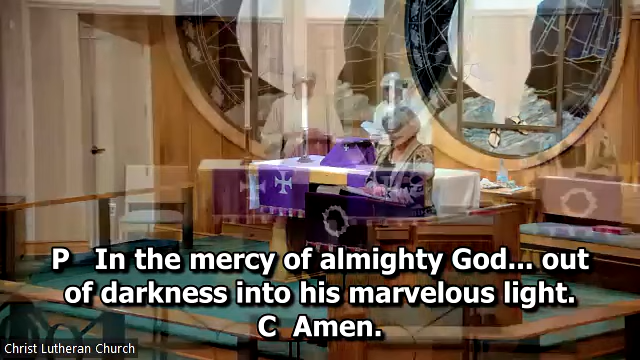 P In the mercy of almighty God... out
of darkness into his marvelous light.
C Amen.
Christ Lutheran Church